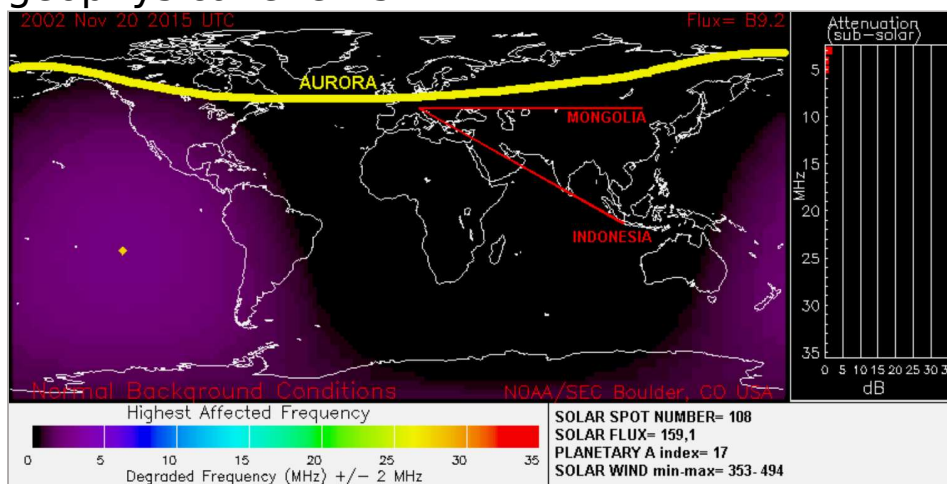 geophysical
2002 Nov 20 2015 UTC
Flux= B9.2
AURORA
MONGOLIA
INDONESIA
Normal Background Conditions
NOAA/SEC Boulder, CO USA
Attenuation
(sub-solar)
5
10
15
20
25
30
35
MHz
0 5 10 15 20 25 30
dB
Highest Affected Frequency
0 5 10 15 20 25 30 35
Degraded Frequency (MHz) +/- 2 MHz
SOLAR SPOT NUMBER= 108
SOLAR FLUX= 159,1
PLANETARY A index= 17
SOLAR WIND min-max= 353- 494